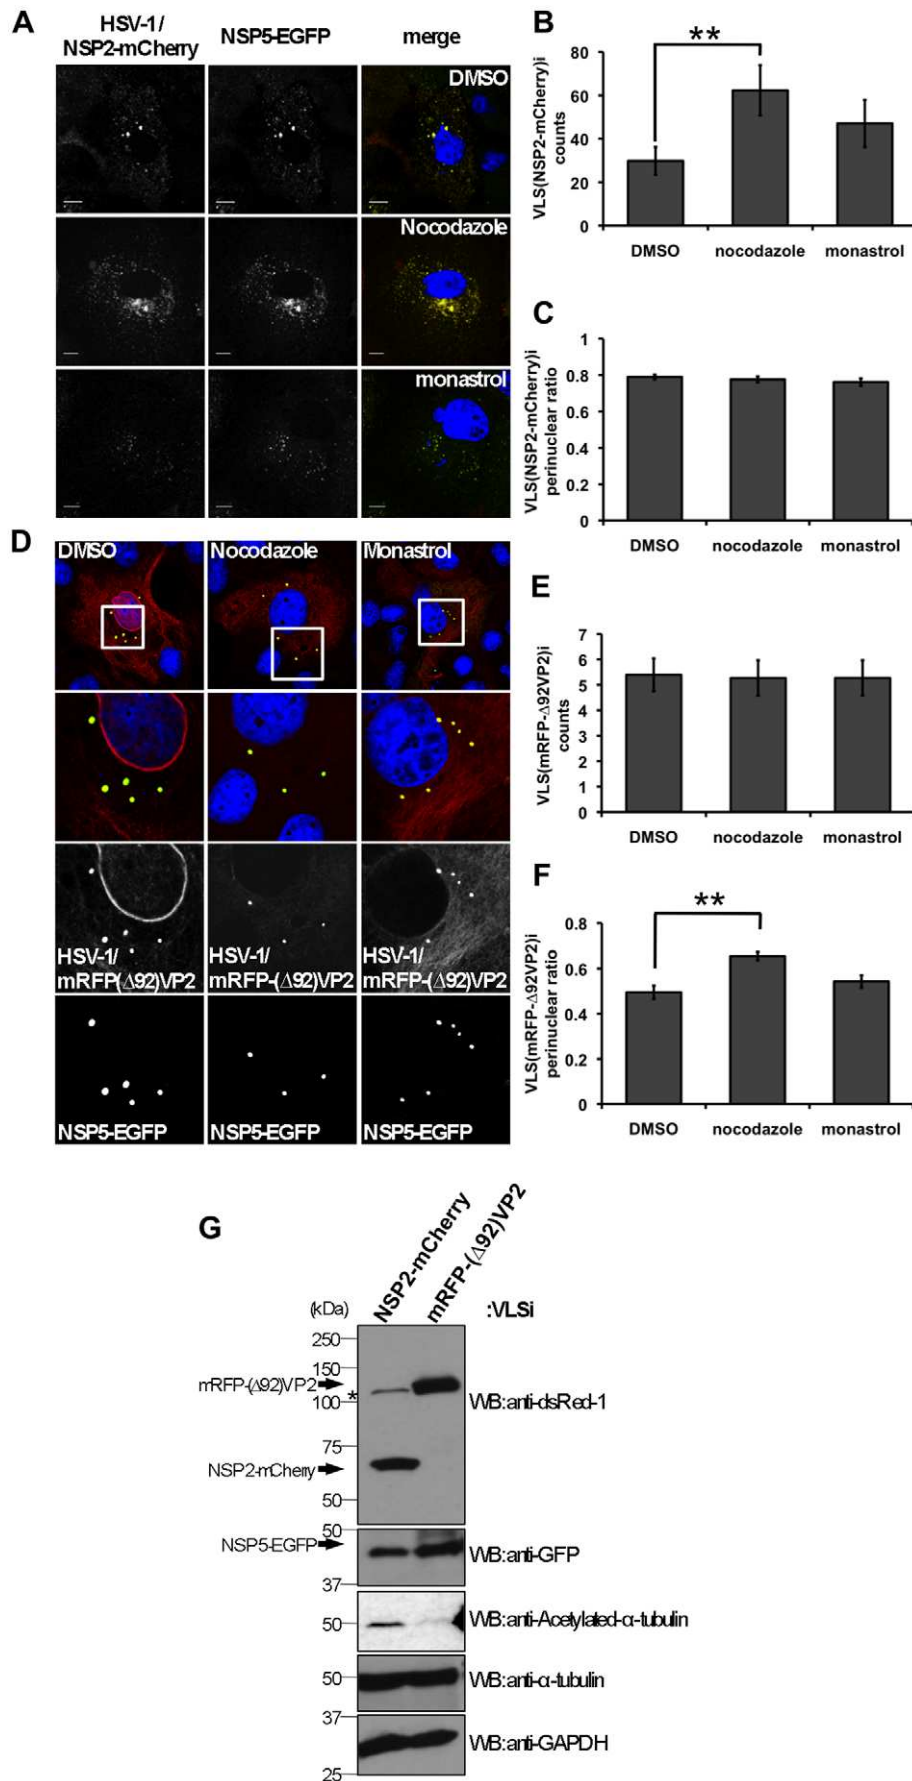 A
HSV-1/
NSP2-mCherry
NSP5-EGFP
merge
DMSO
Nocodazole
monastrol
B
VLS(NSP2-mCherry)i
counts
80
60
40
20
0
**
DMSO
nocodazole
monastrol
C
VLS(NSP2-mCherry)i
perinuclear ratio
1
0.8
0.6
0.4
0.2
0
DMSO
nocodazole
monastrol
D
DMSO
Nocodazole
Monastrol
HSV-1/
mRFP(Δ92)VP2
HSV-1/
mRFP-(Δ92)VP2
HSV-1/
mRFP-(Δ92)VP2
NSP5-EGFP
NSP5-EGFP
NSP5-EGFP
E
VLS(mRFP-Δ92VP2)i
counts
7
6
5
4
3
2
1
0
DMSO
nocodazole
monastrol
F
VLS(mRFP-Δ92VP2)i
perinuclear ratio
0.8
0.6
0.4
0.2
0
**
DMSO
nocodazole
monastrol
G
NSP2-mCherry
mRFP-(Δ92)VP2
:VLSi
(kDa)
250
150
mRFP-(Δ92)VP2
*
100
WB:anti-dsRed-1
75
NSP2-mCherry
50
50
NSP5-EGFP
WB:anti-GFP
37
50
WB:anti-Acetylated-α-tubulin
50
WB:anti-α-tubulin
37
WB:anti-GAPDH
25